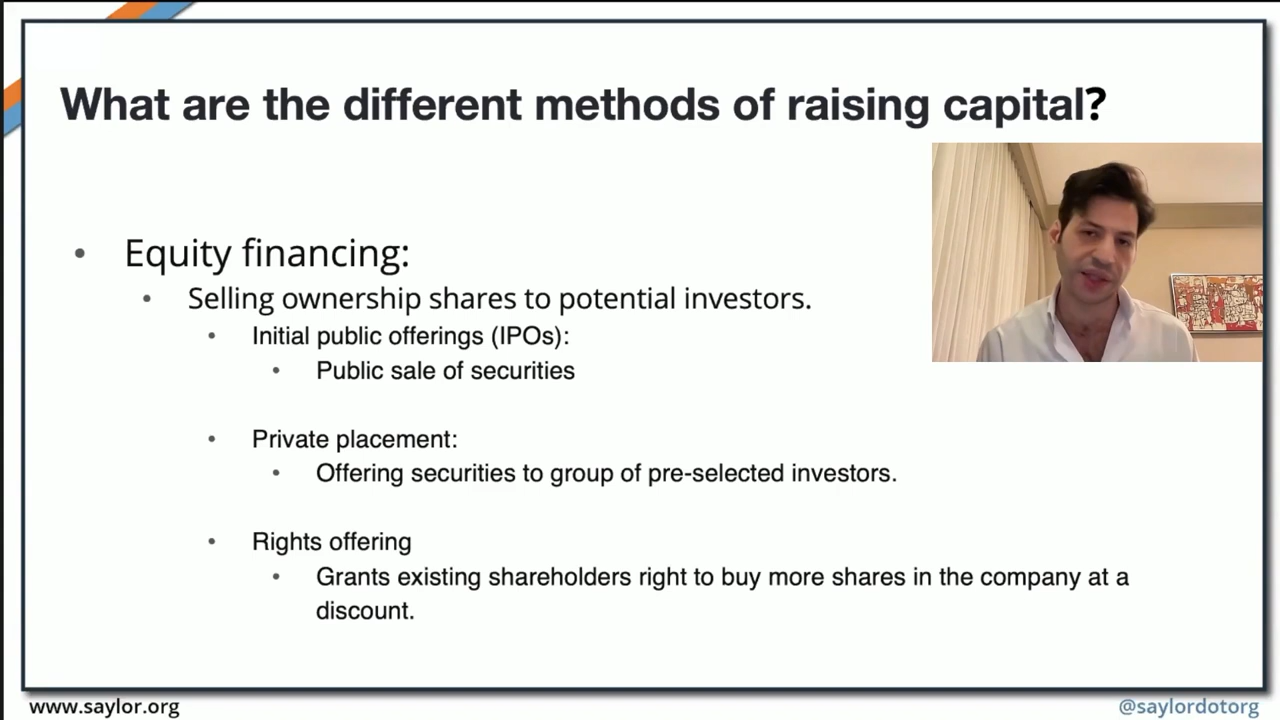 What are the different methods of raising capital?
• Equity financing:
• Selling ownership shares to potential investors.
• Initial public offerings (IPOs):
• Public sale of securities
• Private placement:
• Offering securities to group of pre-selected investors.
• Rights offering
• Grants existing shareholders right to buy more shares in the company at a
discount.
www.saylor.org
@saylordotorg